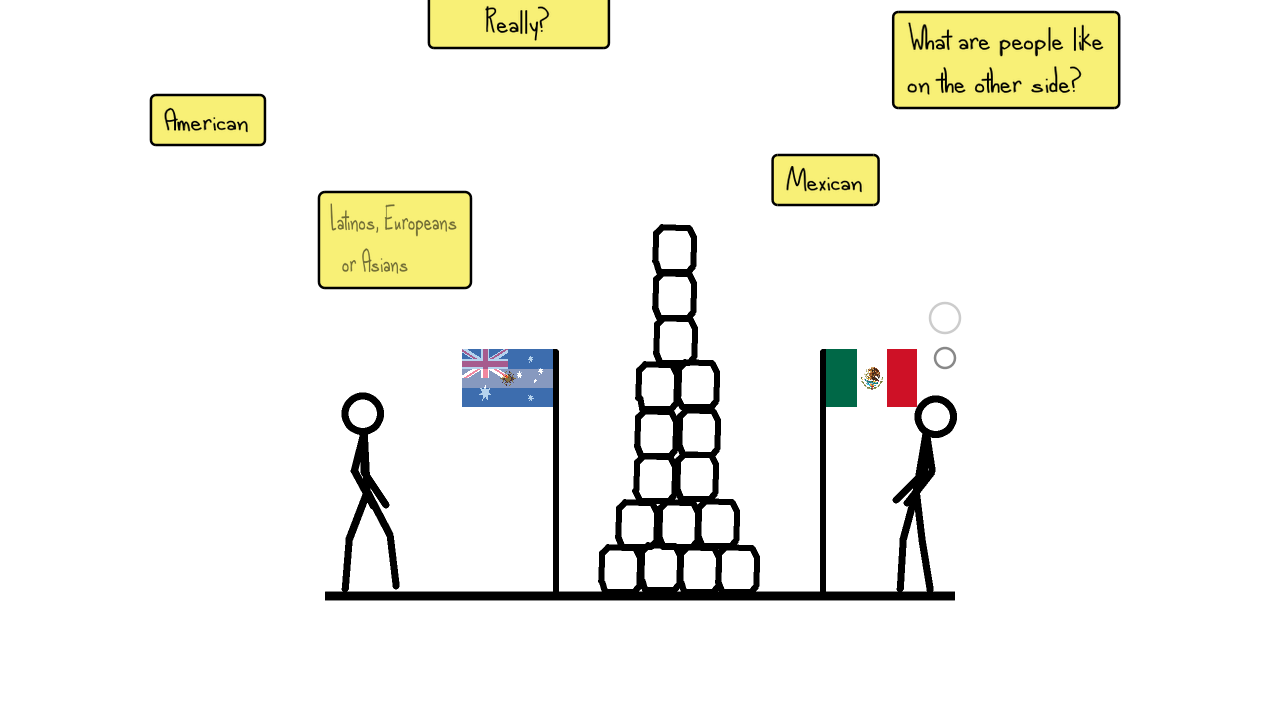 Really?
What are people like
on the other side?
American
Mexican
Latinos, Europeans
or Asians